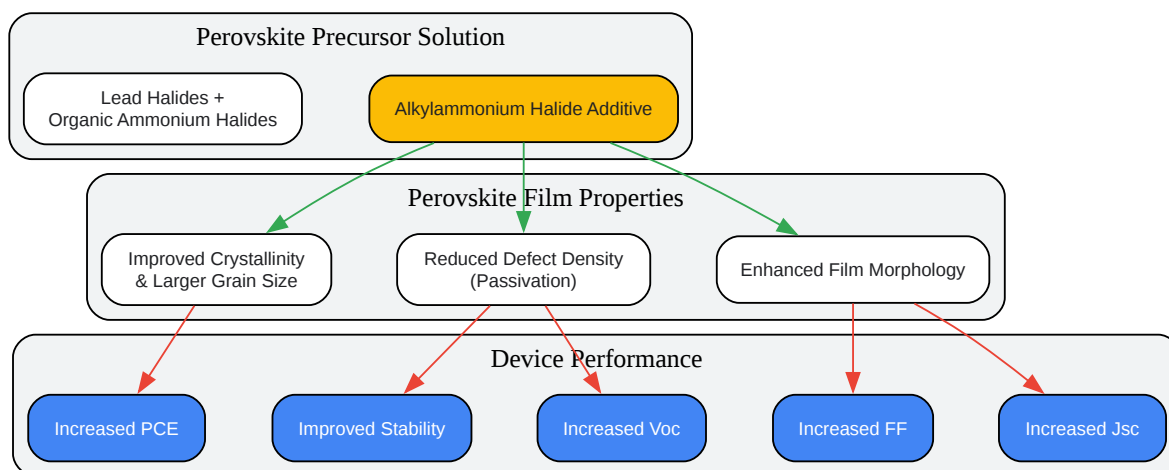 Perovskite Precursor Solution
Lead Halides +
Organic Ammonium Halides
Alkylammonium Halide Additive
Perovskite Film Properties
Improved Crystallinity
& Larger Grain Size
Reduced Defect Density
(Passivation)
Enhanced Film Morphology
Device Performance
Increased PCE
Improved Stability
Increased Voc
Increased FF
Increased Jsc